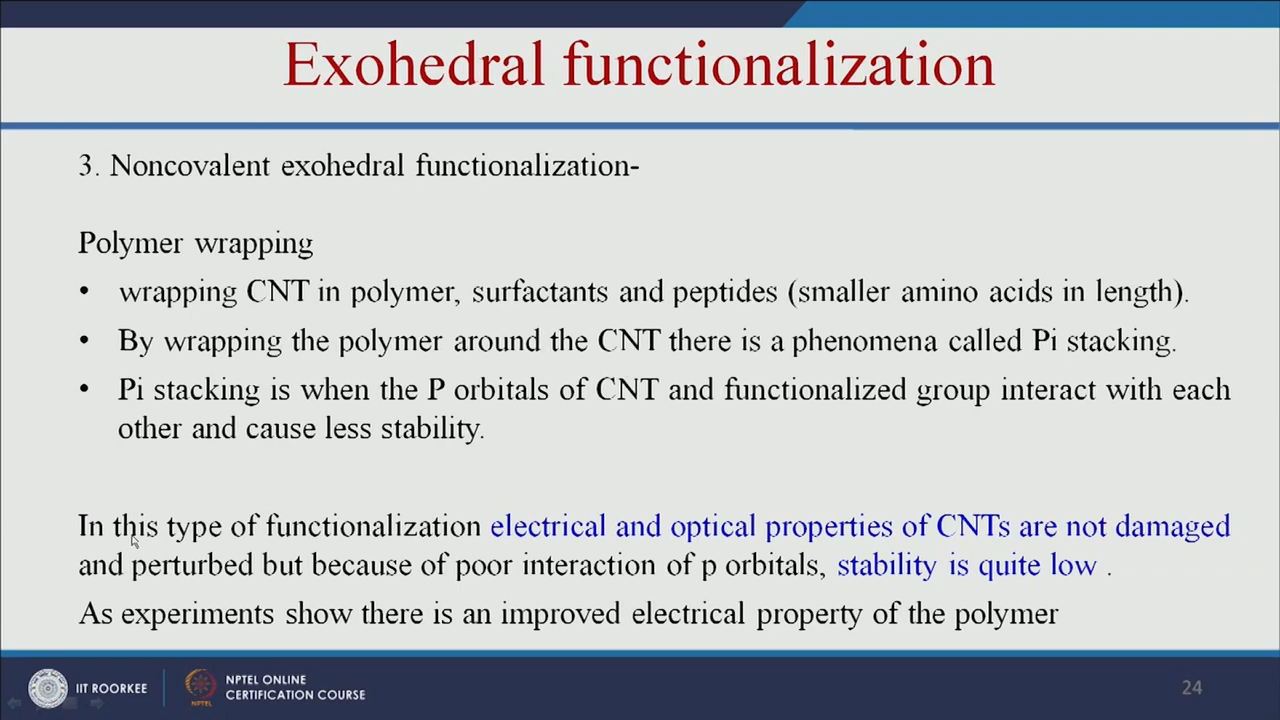 Exohedral functionalization
3. Noncovalent exohedral functionalization-
Polymer wrapping
• wrapping CNT in polymer, surfactants and peptides (smaller amino acids in length).
• By wrapping the polymer around the CNT there is a phenomena called Pi stacking.
• Pi stacking is when the P orbitals of CNT and functionalized group interact with each
other and cause less stability.
In this type of functionalization electrical and optical properties of CNTs are not damaged
and perturbed but because of poor interaction of p orbitals, stability is quite low .
As experiments show there is an improved electrical property of the polymer
IIT ROORKEE
NPTEL
NPTEL ONLINE
CERTIFICATION COURSE
24